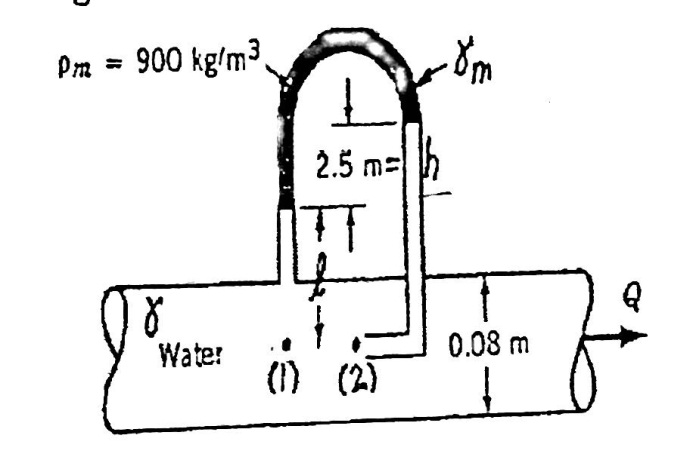 ρm = 900 kg/m³
γm
2.5 m= h
l
γ
Water
(1)
(2)
0.08 m
Q